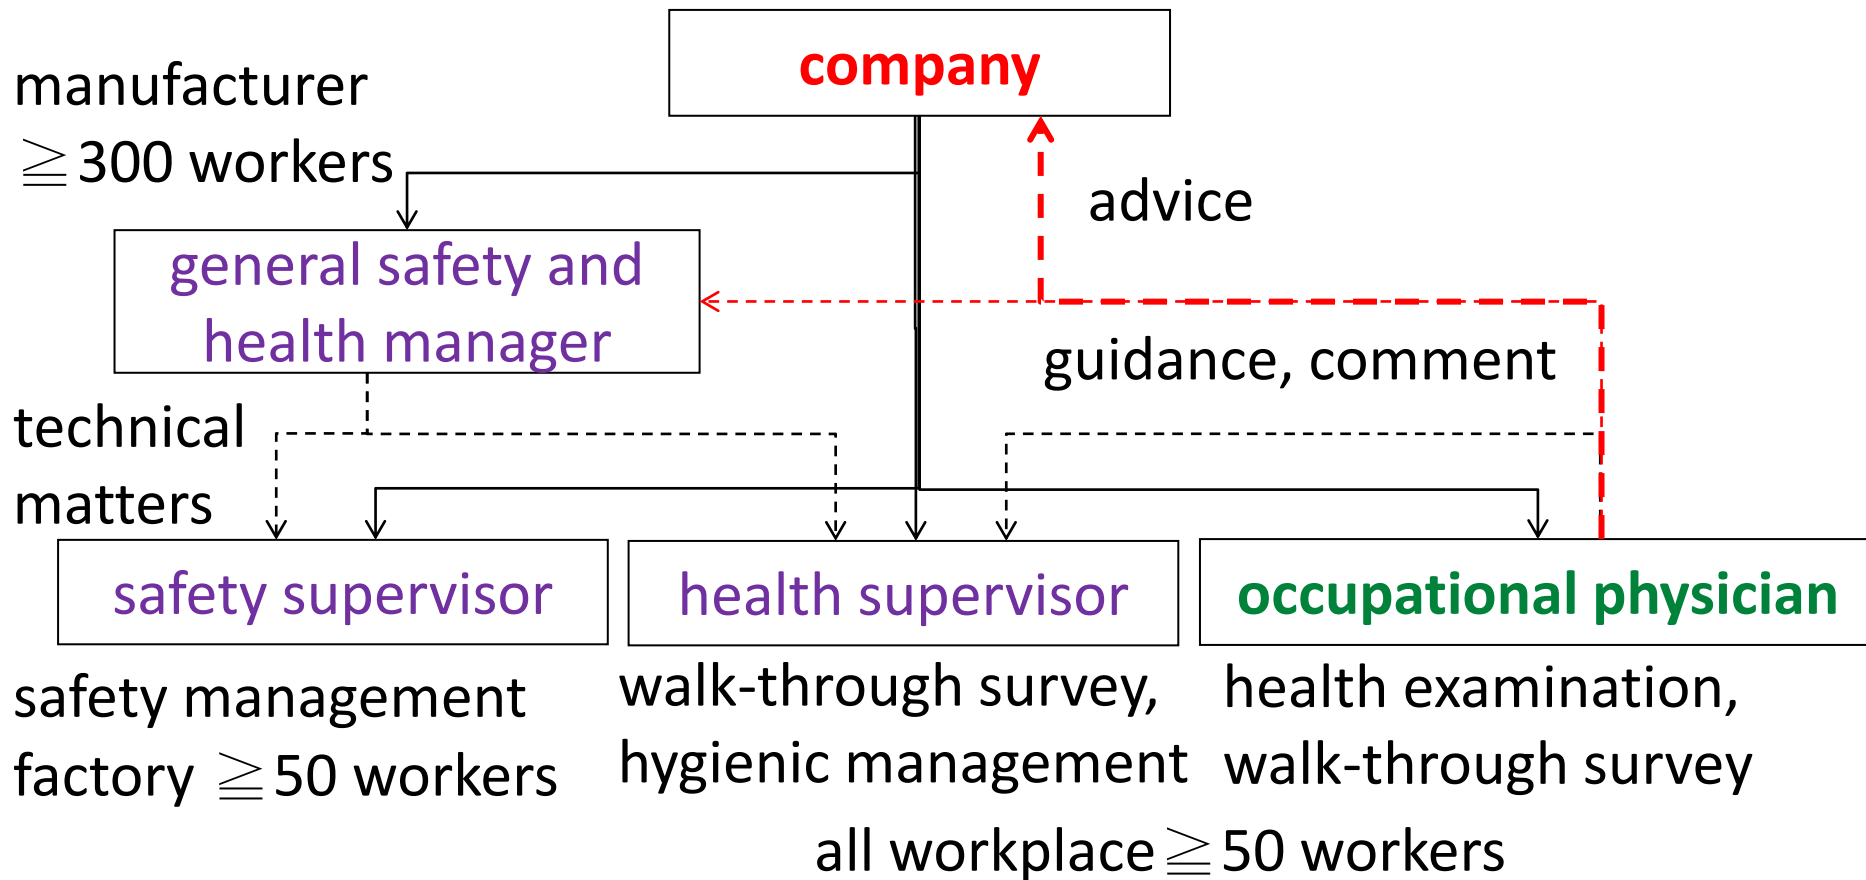 company
manufacturer
≧300 workers
advice
general safety and
health manager
guidance, comment
technical
matters
safety supervisor
health supervisor
occupational physician
safety management
factory ≧50 workers
walk-through survey,
hygienic management
health examination,
walk-through survey
all workplace≧50 workers